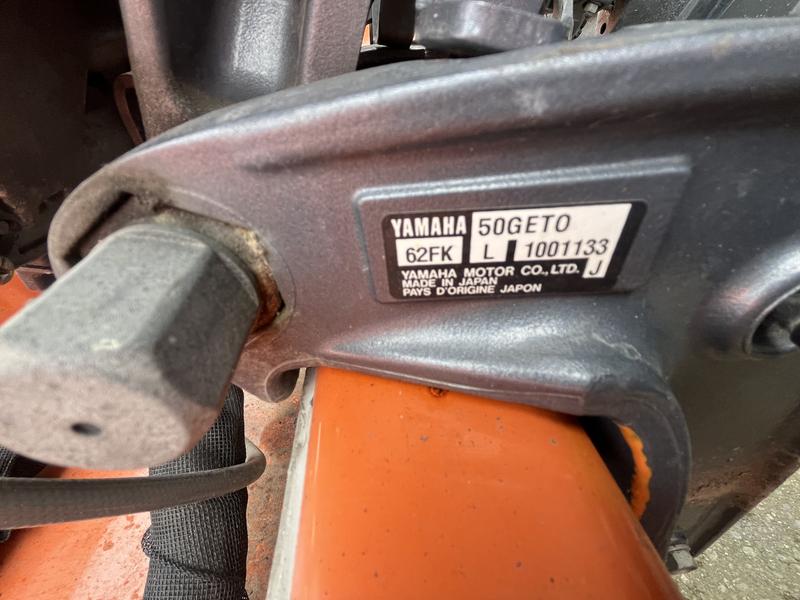 YAMAHA 50GETO
62FK L 1001133
J
YAMAHA MOTOR CO., LTD.
MADE IN JAPAN
PAYS D'ORIGINE JAPON